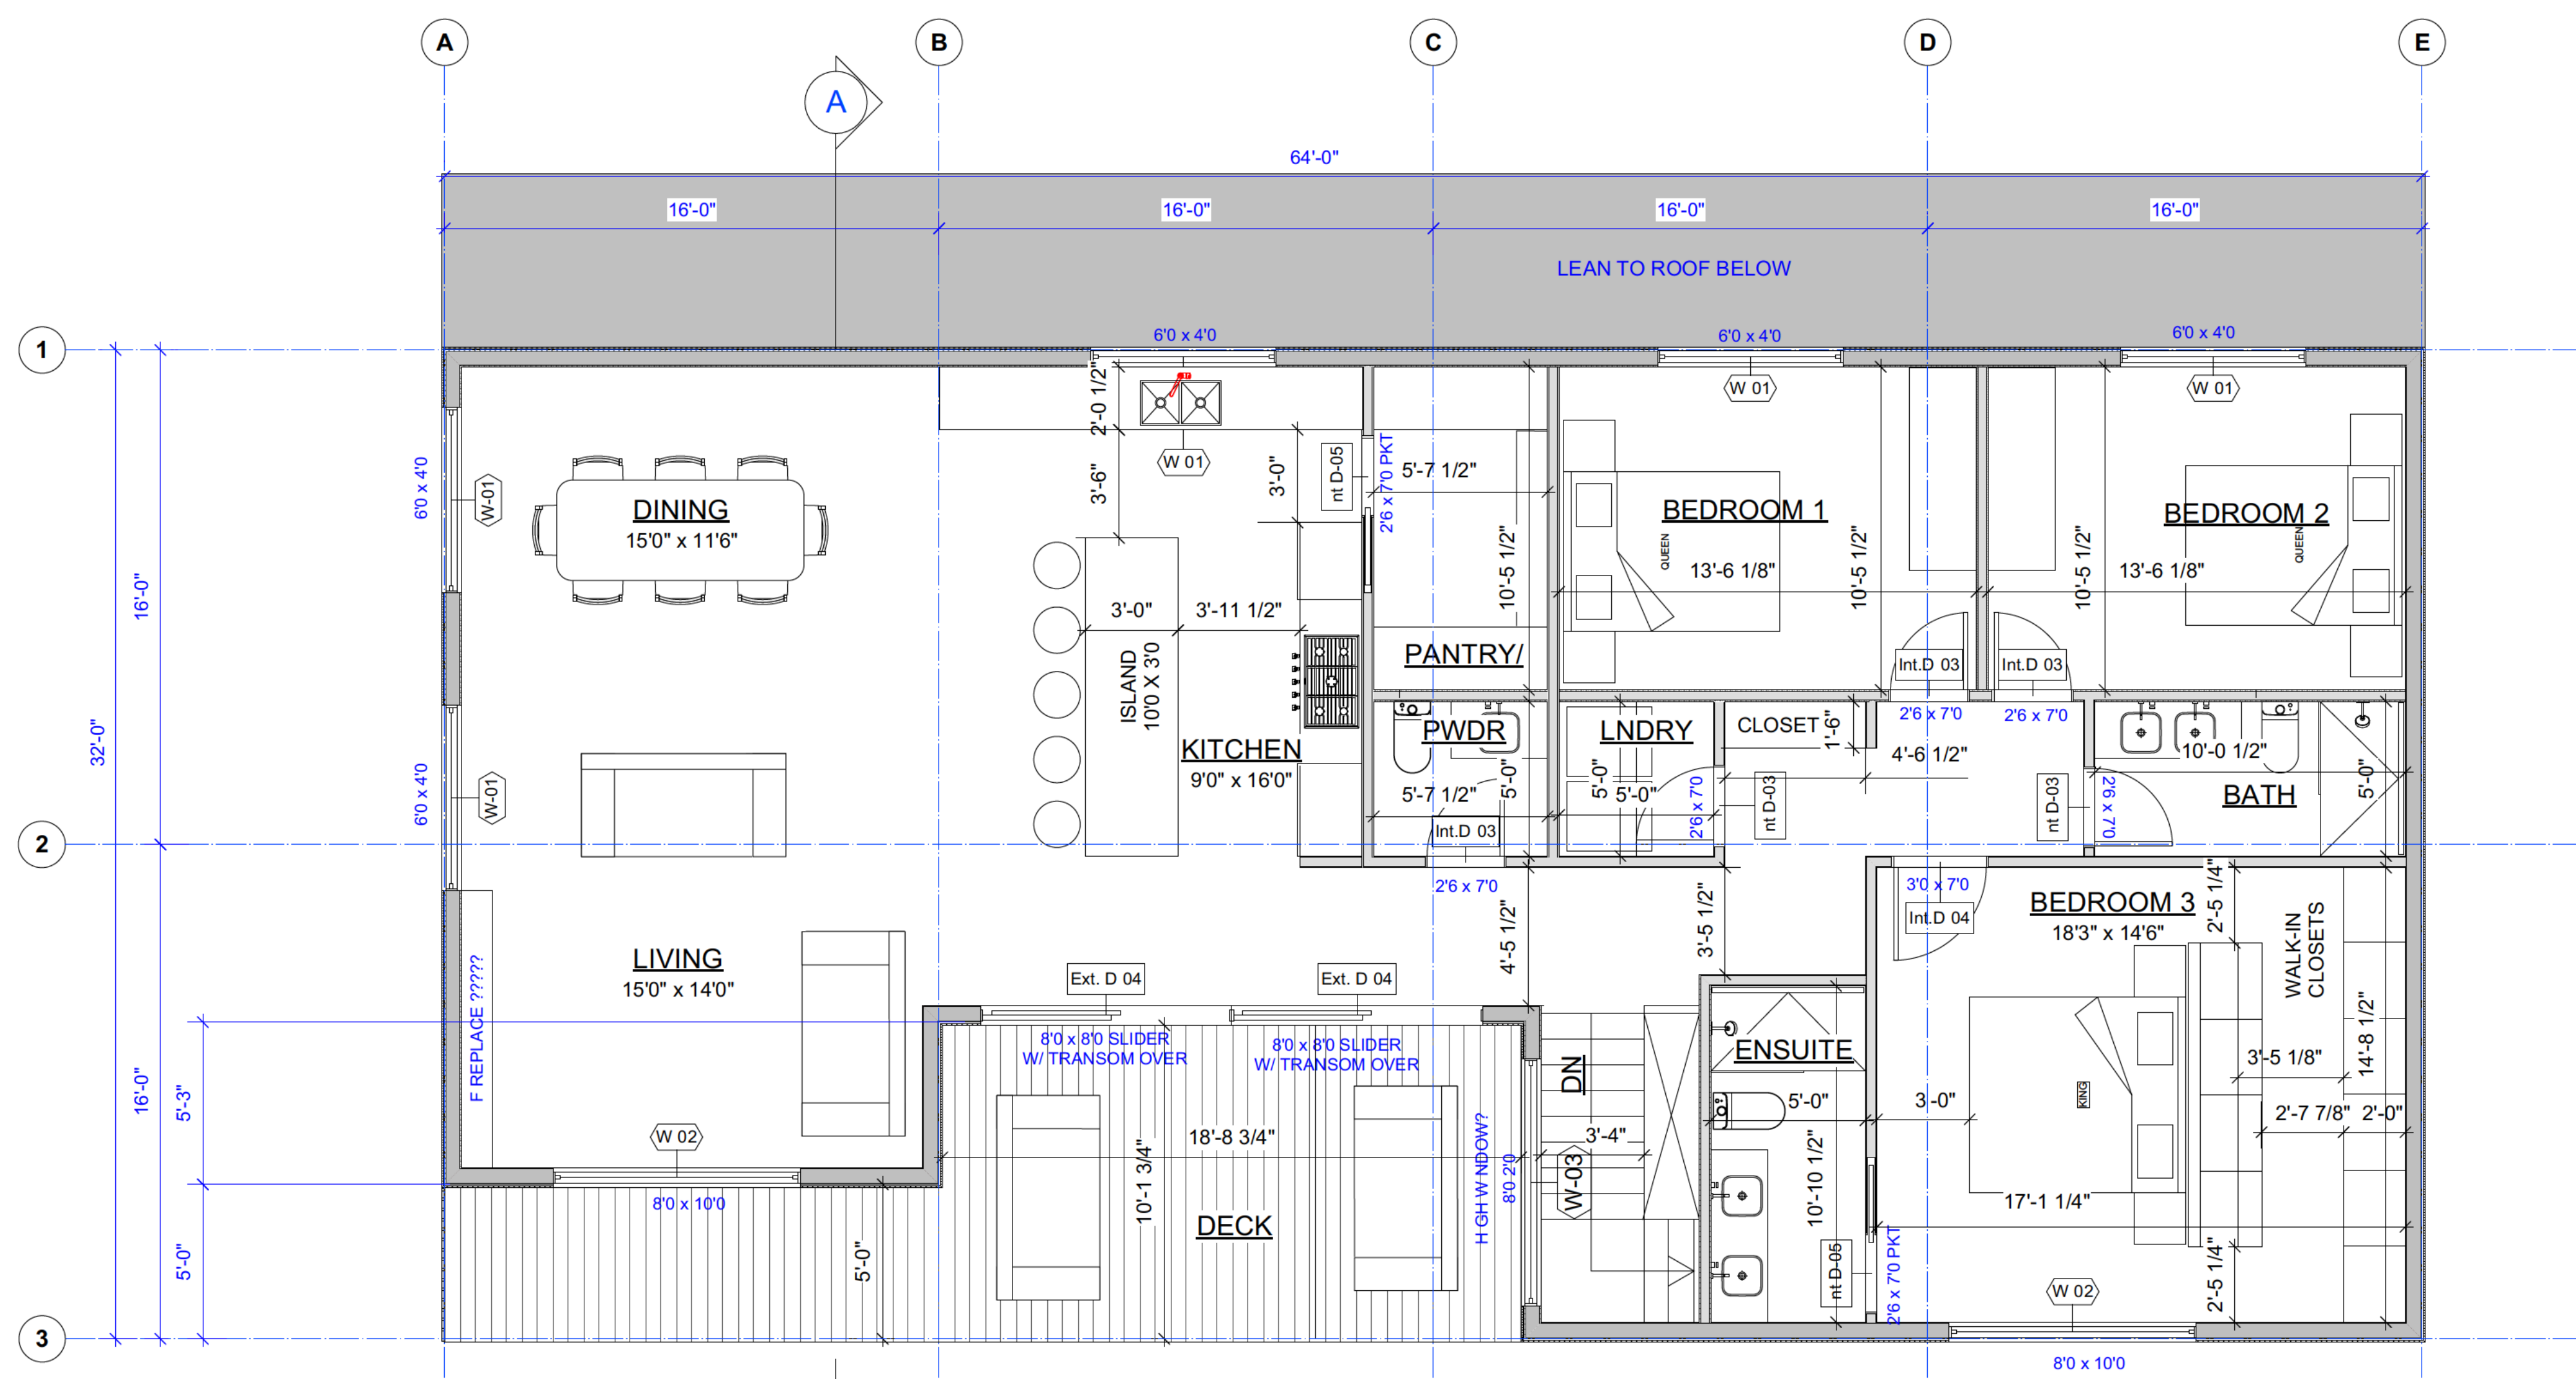 A
B
C
D
E
A
64'-0"
16'-0"
16'-0"
16'-0"
16'-0"
LEAN TO ROOF BELOW
1
6'0 x 4'0
6'0 x 4'0
6'0 x 4'0
W 01
W 01
W 01
2'-0 1/2"
3'-6"
3'-0"
nt D-05
2'6 x 7'0 PKT
5'-7 1/2"
6'0 x 4'0
W-01
DINING
15'0" x 11'6"
BEDROOM 1
QUEEN
13'-6 1/8"
10'-5 1/2"
10'-5 1/2"
10'-5 1/2"
BEDROOM 2
QUEEN
13'-6 1/8"
16'-0"
3'-0"
3'-11 1/2"
ISLAND
10'0 X 3'0
PANTRY/
Int.D 03
Int.D 03
2'6 x 7'0
2'6 x 7'0
32'-0"
KITCHEN
9'0" x 16'0"
PWDR
5'-7 1/2"
5'-0"
Int.D 03
2'6 x 7'0
LNDRY
5'-0"
5'-0"
2'6 x 7'0
nt D-03
CLOSET
1'-6"
4'-6 1/2"
nt D-03
2'6 x 7'0
10'-0 1/2"
BATH
5'-0"
6'0 x 4'0
W-01
2
3'0 x 7'0
Int.D 04
BEDROOM 3
18'3" x 14'6"
2'-5 1/4"
WALK-IN
CLOSETS
4'-5 1/2"
3'-5 1/2"
LIVING
15'0" x 14'0"
F REPLACE ?????
Ext. D 04
Ext. D 04
8'0 x 8'0 SLIDER
W/ TRANSOM OVER
8'0 x 8'0 SLIDER
W/ TRANSOM OVER
16'-0"
5'-3"
DN
ENSUITE
5'-0"
3 -0"
KING
3'-5 1/8"
14'-8 1/2"
2'-7 7/8"
2'-0"
W 02
18'-8 3/4"
10'-1 3/4"
H GH W NDOW?
8'0 2'0
3'-4"
W-03
10'-10 1/2"
17'-1 1/4"
8'0 x 10'0
DECK
5'-0"
5'-0"
nt D-05
2'6 x 7'0 PKT
2'-5 1/4"
W 02
3
8'0 x 10'0